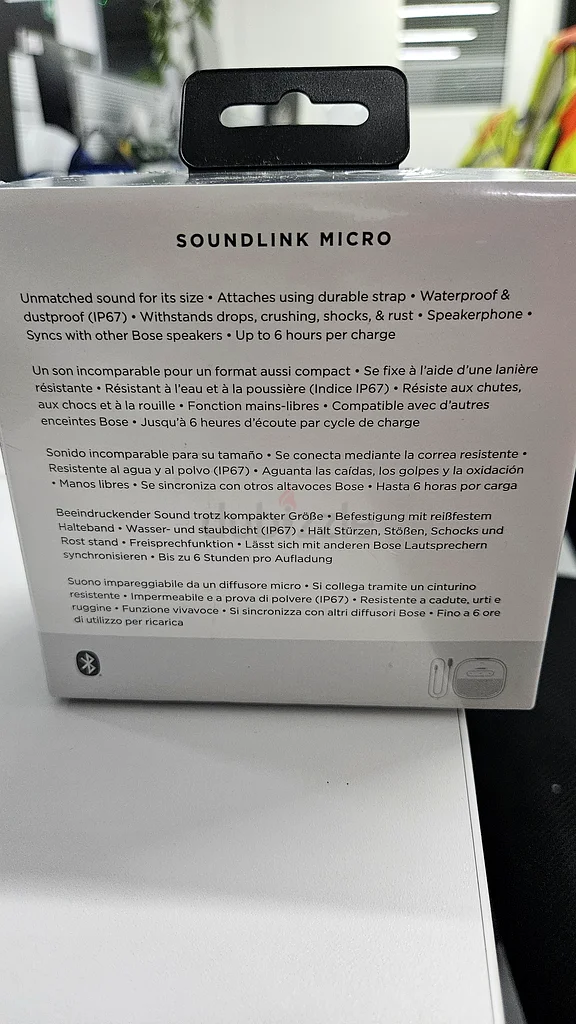 SOUNDLINK MICRO
Unmatched sound for its size • Attaches using durable strap • Waterproof &
dustproof (IP67) • Withstands drops, crushing, shocks, & rust • Speakerphone •
Syncs with other Bose speakers • Up to 6 hours per charge
Un son incomparable pour un format aussi compact • Se fixe à l'aide d'une lanière
résistante • Résistant à l'eau et à la poussière (Indice IP67) • Résiste aux chutes,
aux chocs et à la rouille • Fonction mains-libres • Compatible avec d'autres
enceintes Bose • Jusqu'à 6 heures d'écoute par cycle de charge
Sonido incomparable para su tamaño • Se conecta mediante la correa resistente •
Resistente al agua y al polvo (IP67) • Aguanta las caídas, los golpes y la oxidación
• Manos libres • Se sincroniza con otros altavoces Bose • Hasta 6 horas por carga
Beeindruckender Sound trotz kompakter Größe • Befestigung mit reißfestem
Halteband • Wasser- und staubdicht (IP67) • Hält Stürzen, Stößen, Schocks und
Rost stand • Freisprechfunktion • Lässt sich mit anderen Bose Lautsprechern
synchronisieren • Bis zu 6 Stunden pro Aufladung
Suono impareggiabile da un diffusore micro • Si collega tramite un cinturino
resistente • Impermeabile e a prova di polvere (IP67) • Resistente a cadute, urti e
ruggine • Funzione vivavoce • Si sincronizza con altri diffusori Bose • Fino a 6 ore
di utilizzo per ricarica